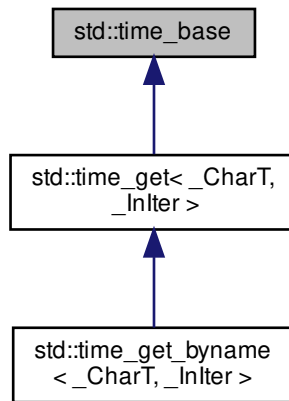 std::time_base
std::time_get< _CharT,
_InIter >
std::time_get_byname
< _CharT, _InIter >